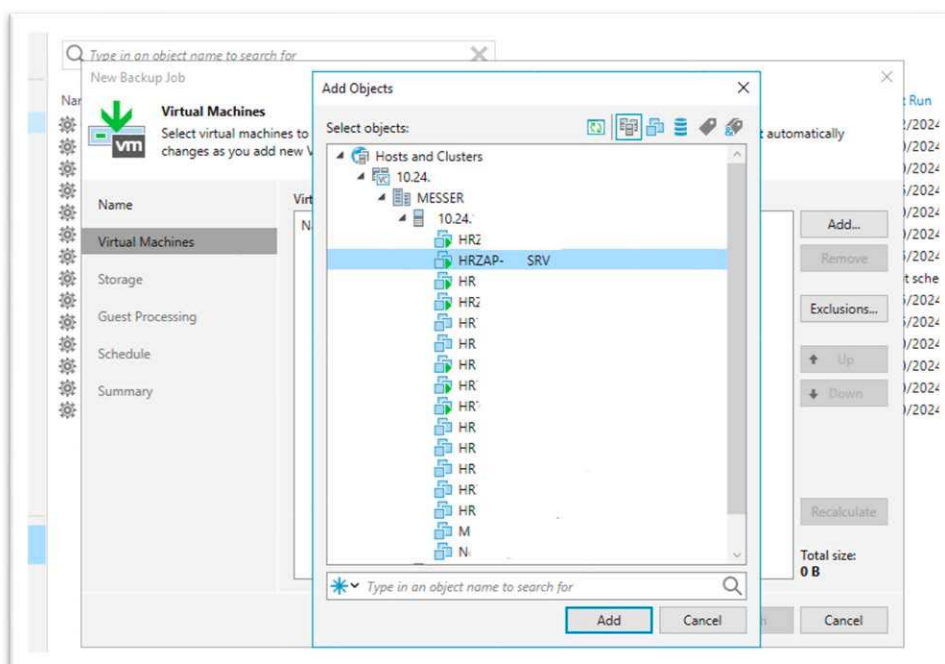 Type in an object name to search for
New Backup Job
Virtual Machines
Select virtual machines to
changes as you add new V
automatically
Name
Virtual Machines
Storage
Guest Processing
Schedule
Summary
Add Objects
Select objects:
Hosts and Clusters
10.24.
MESSER
10.24.
HRZ
HRZAP- SRV
HR
HRZ
HR
HR
HR
HR
HR
HR
HR
HR
HR
HR
M
N
Type in an object name to search for
Add
Cancel
Add...
Remove
Exclusions...
Up
Down
Recalculate
Total size:
0 B
Cancel
Run
/2024
/2024
/2024
/2024
/2024
/2024
/2024
t sche
/2024
/2024
/2024
/2024
/2024
/2024